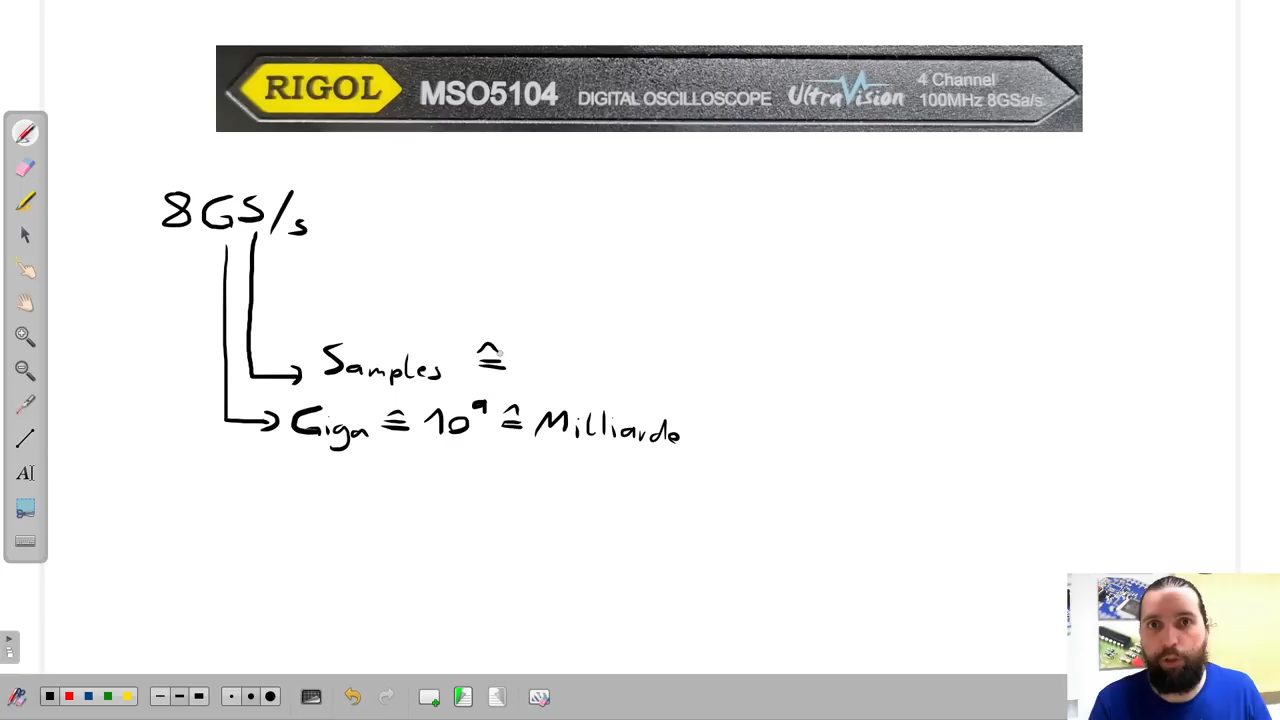 RIGOL MSO5104 DIGITAL OSCILLOSCOPE UltraVision 4 Channel
100MHz 8GSa/s
8GS/s
Samples ≙
Giga ≙ 10⁹ ≙ Milliarde